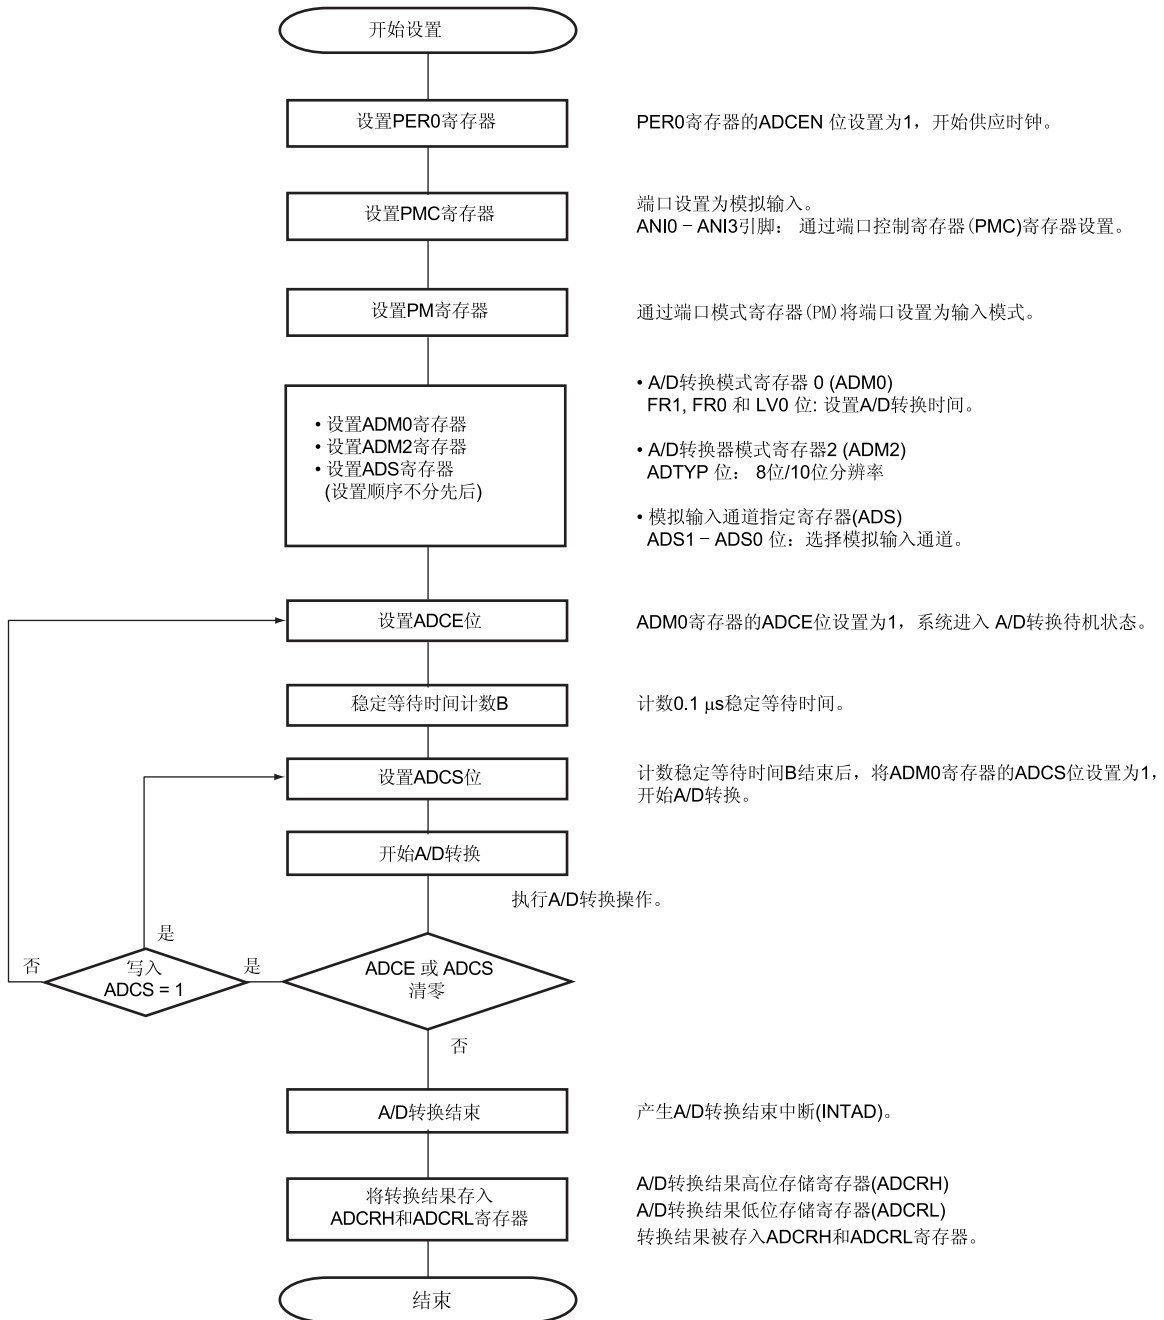 开始设置
设置PER0寄存器
PER0寄存器的ADCEN 位设置为1，开始供应时钟。
设置PMC寄存器
端口设置为模拟输入。
ANI0－ANI3引脚： 通过端口控制寄存器(PMC)寄存器设置。
设置PM寄存器
通过端口模式寄存器(PM)将端口设置为输入模式。
• 设置ADM0寄存器
• 设置ADM2寄存器
• 设置ADS寄存器
(设置顺序不分先后)
• A/D转换模式寄存器 0 (ADM0)
FR1, FR0 和 LV0 位: 设置A/D转换时间。
• A/D转换器模式寄存器2 (ADM2)
ADTYP 位： 8位/10位分辨率
• 模拟输入通道指定寄存器(ADS)
ADS1－ADS0 位：选择模拟输入通道。
设置ADCE位
ADM0寄存器的ADCE位设置为1，系统进入 A/D转换待机状态。
稳定等待时间计数B
计数0.1 μs稳定等待时间。
设置ADCS位
计数稳定等待时间B结束后，将ADM0寄存器的ADCS位设置为1，
开始A/D转换。
开始A/D转换
执行A/D转换操作。
是
否
写入
ADCS = 1
是
ADCE 或 ADCS
清零
否
A/D转换结束
产生A/D转换结束中断(INTAD)。
将转换结果存入
ADCRH和ADCRL寄存器
A/D转换结果高位存储寄存器(ADCRH)
A/D转换结果低位存储寄存器(ADCRL)
转换结果被存入ADCRH和ADCRL寄存器。
结束